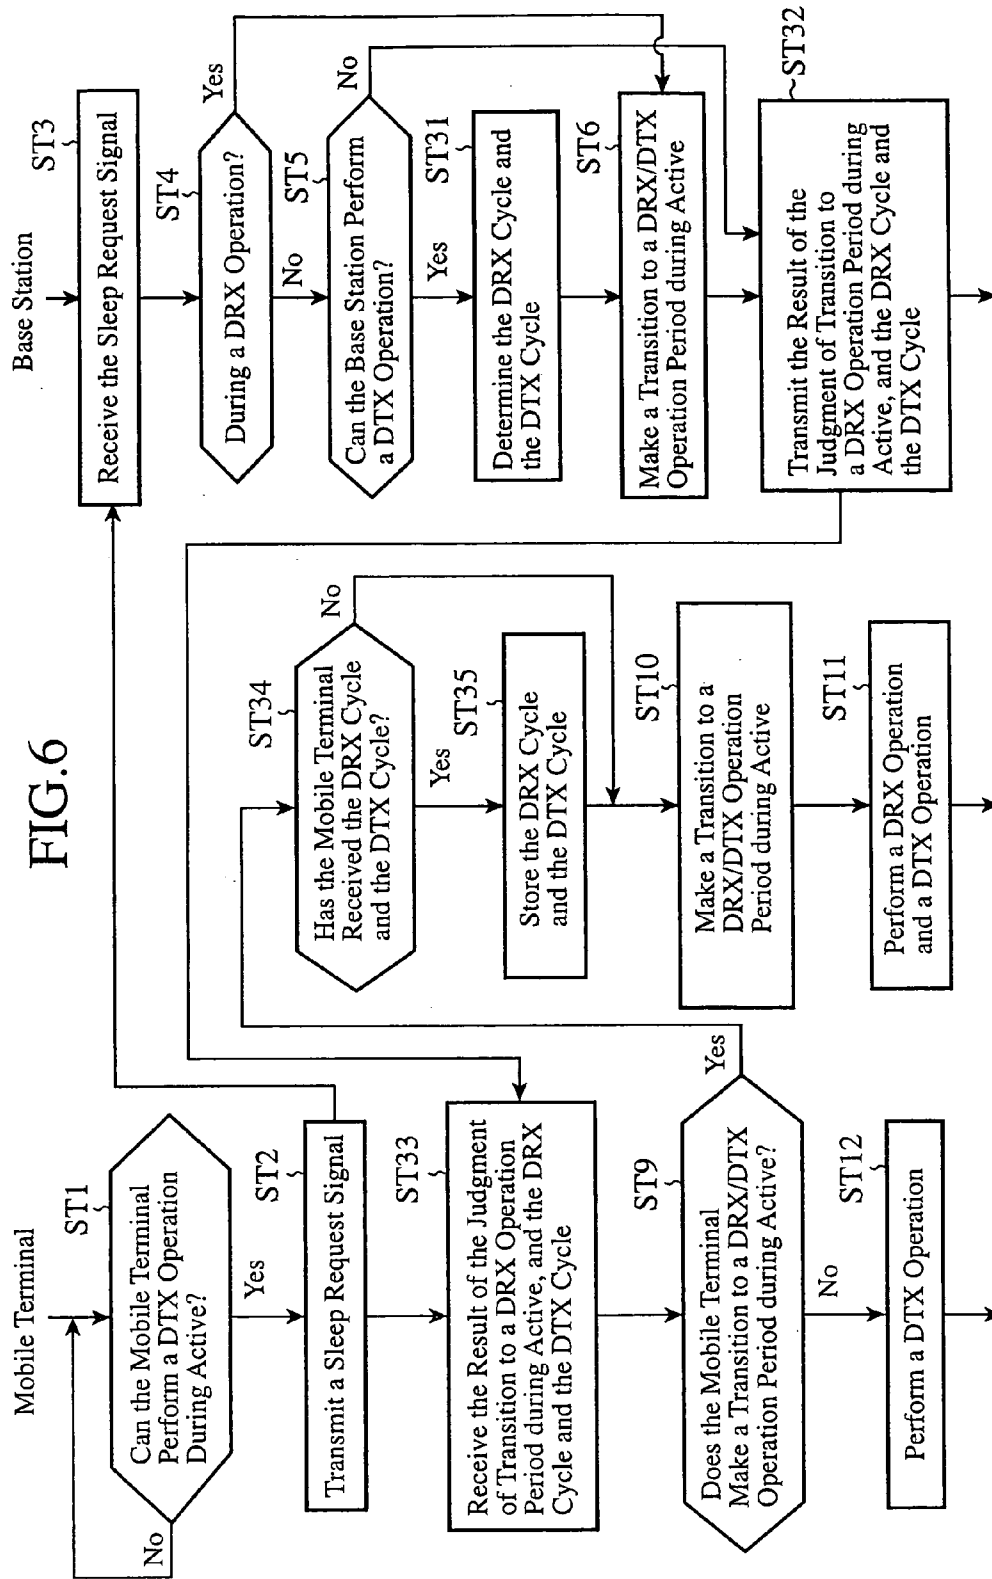 FIG.6
Mobile Terminal
ST1
Can the Mobile Terminal
Perform a DTX Operation
During Active?
No
Yes
ST2
Transmit a Sleep Request Signal
ST33
Receive the Result of the Judgment
of Transition to a DRX Operation
Period during Active, and the DRX
Cycle and the DTX Cycle
ST9
Does the Mobile Terminal
Make a Transition to a DRX/DTX
Operation Period during Active?
Yes
No
ST12
Perform a DTX Operation
ST34
Has the Mobile Terminal
Received the DRX Cycle
and the DTX Cycle?
No
Yes
ST35
Store the DRX Cycle
and the DTX Cycle
ST10
Make a Transition to a
DRX/DTX Operation
Period during Active
ST11
Perform a DRX Operation
and a DTX Operation
Base Station
ST3
Receive the Sleep Request Signal
ST4
During a DRX Operation?
Yes
No
ST5
Can the Base Station Perform
a DTX Operation?
No
Yes
ST31
Determine the DRX Cycle and
the DTX Cycle
ST6
Make a Transition to a DRX/DTX
Operation Period during Active
ST32
Transmit the Result of the
Judgment of Transition to
a DRX Operation Period during
Active, and the DRX Cycle and
the DTX Cycle